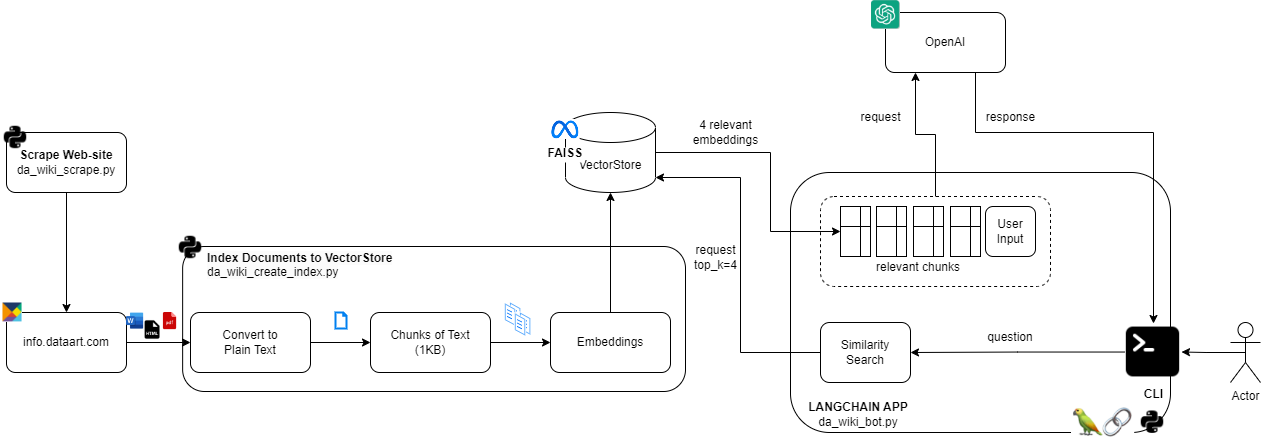 OpenAI
request
response
4 relevant
embeddings
FAISS
VectorStore
Scrape Web-site
da_wiki_scrape.py
User
Input
relevant chunks
request
top_k=4
Index Documents to VectorStore
da_wiki_create_index.py
info.dataart.com
HTML
pdf
Convert to
Plain Text
Chunks of Text
(1KB)
Embeddings
Similarity
Search
question
CLI
Actor
LANGCHAIN APP
da_wiki_bot.py